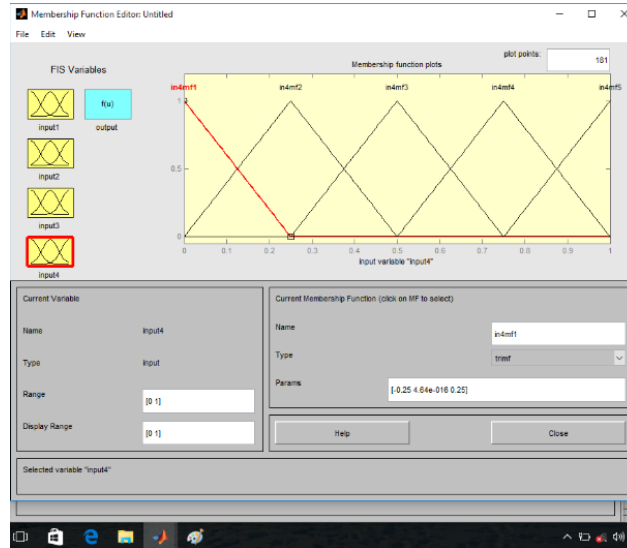 Membership Function Editor: Untitled
File Edit View
FIS Variables
f(u)
input1 output
input2
input3
input4
plot points: 181
Membership function plots
in4mf1 in4mf2 in4mf3 in4mf4 in4mf5
1
0.5
0
0 0.1 0.2 0.3 0.4 0.5 0.6 0.7 0.8 0.9 1
input variable "input4"
Current Variable
Name input4
Type input
Range [0 1]
Display Range [0 1]
Current Membership Function (click on MF to select)
Name in4mf1
Type trimf
Params [-0.25 4.64e-016 0.25]
Help Close
Selected variable "input4"